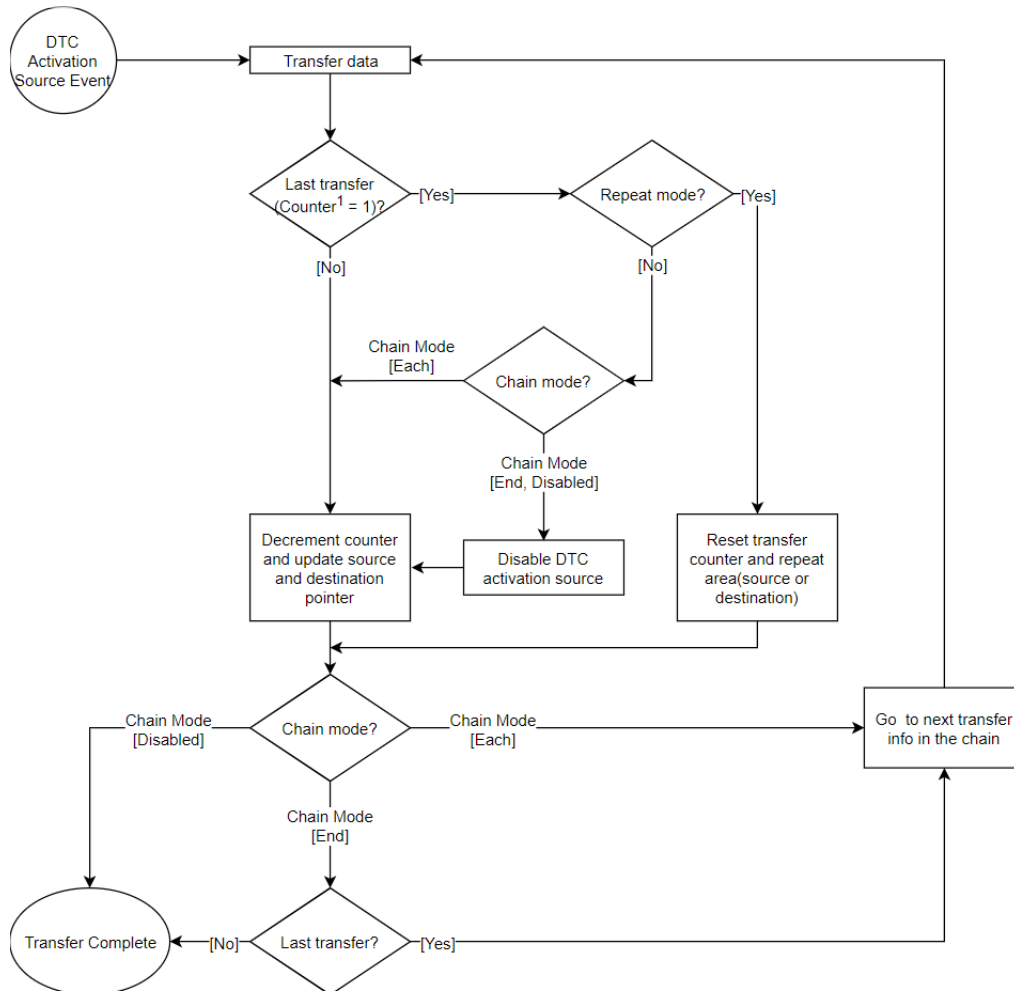 DTC
Activation
Source Event
Transfer data
Last transfer
(Counter¹ = 1)?
[Yes]
Repeat mode?
[Yes]
[No]
[No]
Chain Mode
[Each]
Chain mode?
Chain Mode
[End, Disabled]
Decrement counter
and update source
and destination
pointer
Disable DTC
activation source
Reset transfer
counter and repeat
area(source or
destination)
Chain Mode
[Disabled]
Chain mode?
Chain Mode
[Each]
Go to next transfer
info in the chain
Chain Mode
[End]
Transfer Complete
[No]
Last transfer?
[Yes]